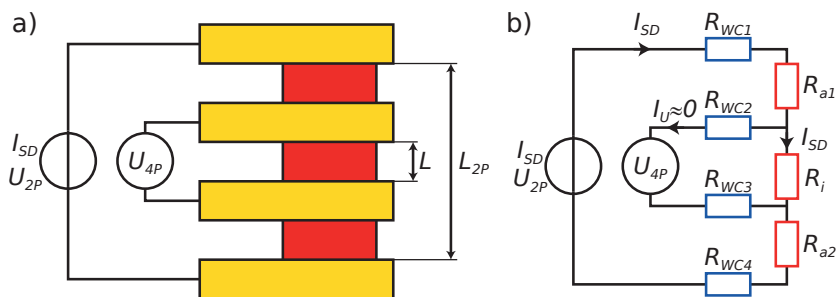 a)
I_SD
U_2P
U_4P
L
L_2P
b)
I_SD
R_WC1
R_a1
I_U≈0
R_WC2
I_SD
I_SD
U_2P
U_4P
R_i
R_WC3
R_a2
R_WC4